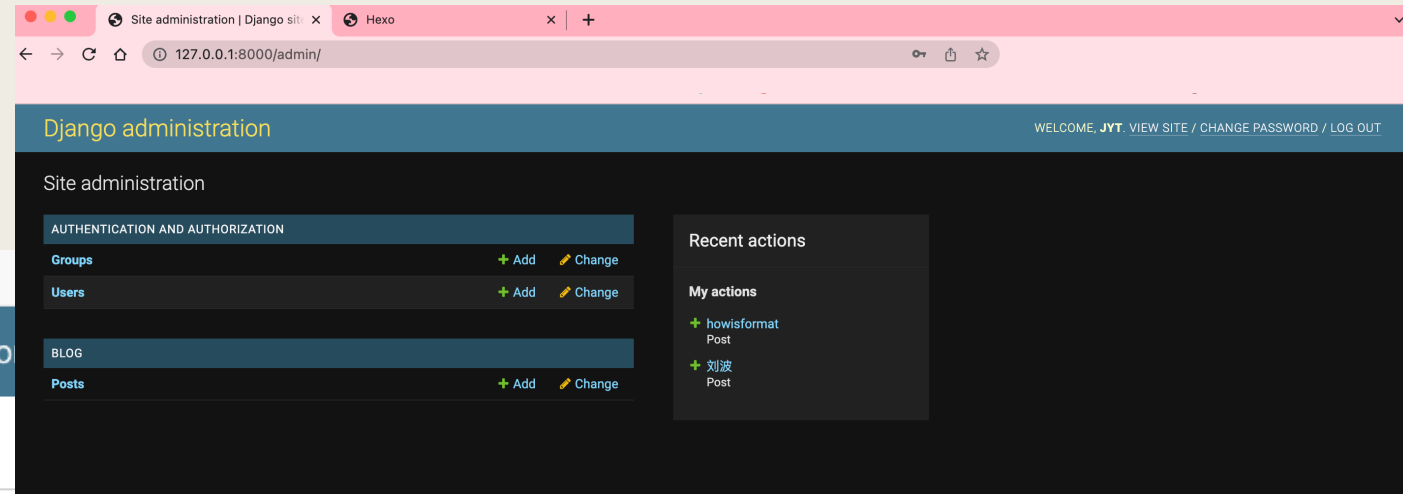 Site administration | Django sit
Hexo
127.0.0.1:8000/admin/
Django administration
WELCOME, JYT. VIEW SITE / CHANGE PASSWORD / LOG OUT
Site administration
AUTHENTICATION AND AUTHORIZATION
Groups + Add Change
Users + Add Change
BLOG
Posts + Add Change
Recent actions
My actions
+ howisformat
Post
+ 刘波
Post